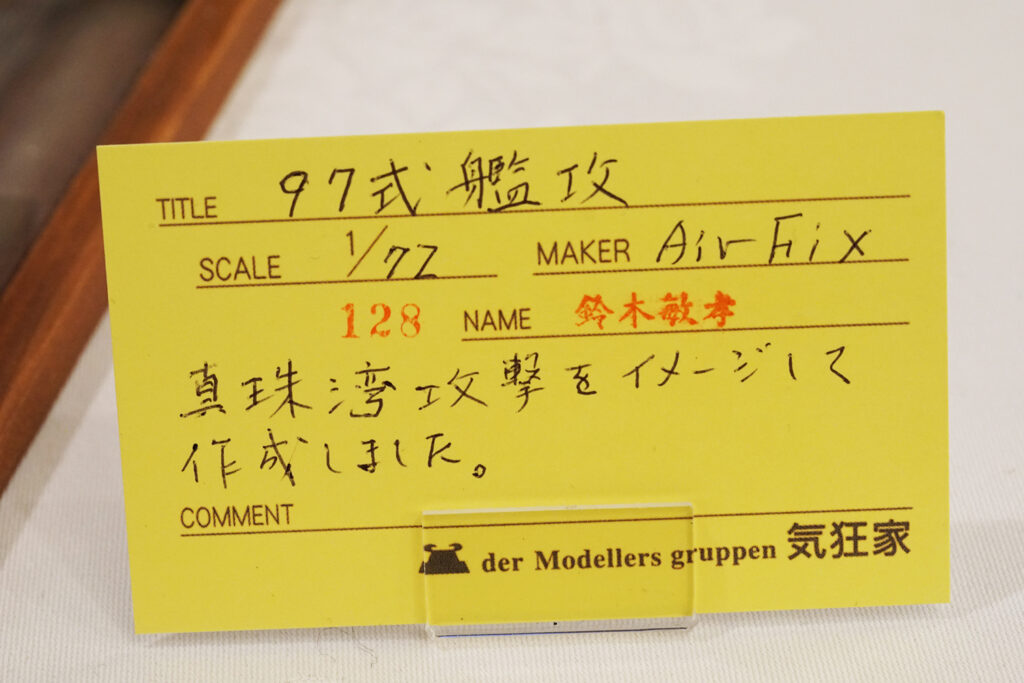 TITLE 97式艦攻
SCALE 1/72 MAKER AirFix
128 NAME 鈴木敏孝
真珠湾攻撃をイメージして
作成しました。
COMMENT
der Modellers gruppen 気狂家